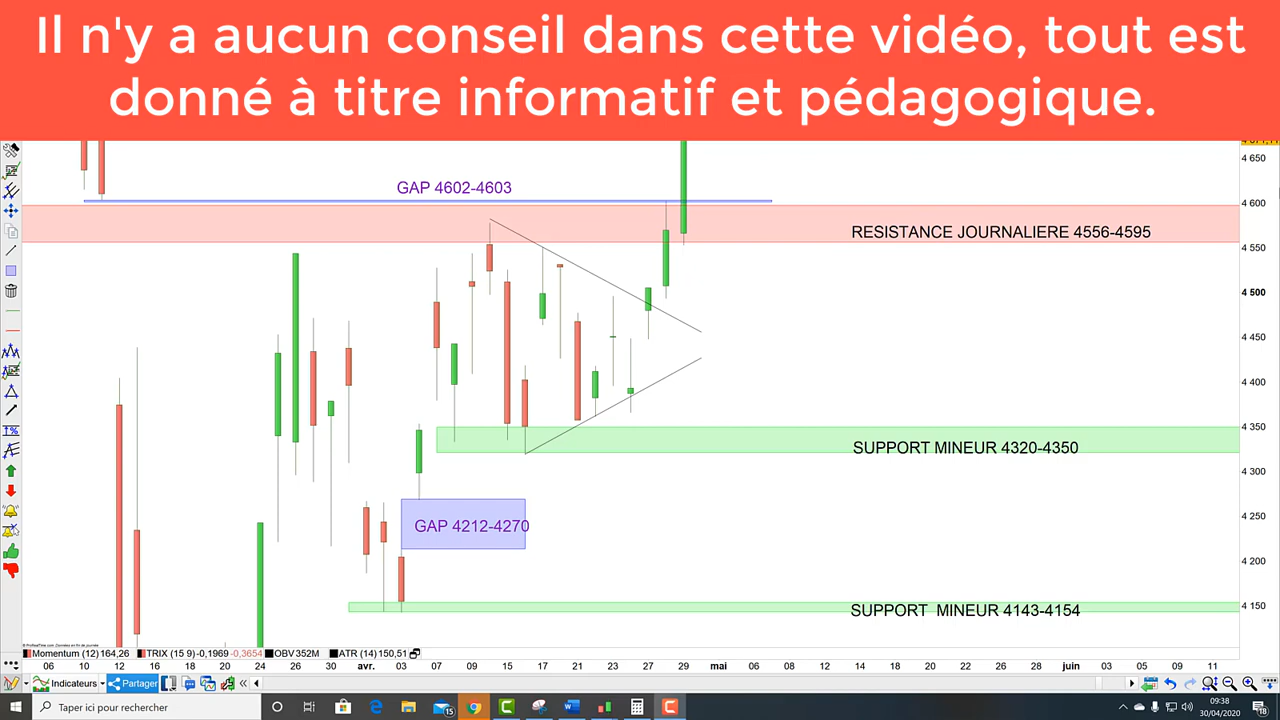 Il n'y a aucun conseil dans cette vidéo, tout est
donné à titre informatif et pédagogique.
4 650
GAP 4602-4603
4 600
RESISTANCE JOURNALIERE 4556-4595
4 550
4 500
4 450
4 400
4 350
SUPPORT MINEUR 4320-4350
4 300
GAP 4212-4270
4 250
4 200
SUPPORT MINEUR 4143-4154
4 150
Momentum (12) 164,26 TRIX (15 9) -0,1969 -0,3654 OBV 352M ATR (14) 150,51
06 10 12 16 18 20 24 26 30 avr. 03 07 09 15 17 21 23 27 29 mai 06 08 12 14 18 20 22 26 28 juin 03 05 09 11
Indicateurs Partager
Taper ici pour rechercher
15
09:38
30/04/2020
18